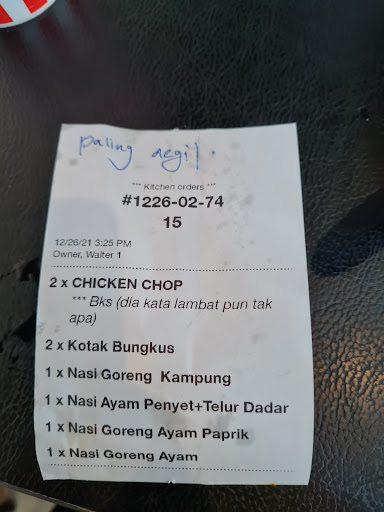 paling aegil.
*** Kitchen orders ***
#1226-02-74
15
12/26/21 3:25 PM
Owner, Waiter 1
2 x CHICKEN CHOP
*** Bks (dia kata lambat pun tak
apa)
2 x Kotak Bungkus
1 x Nasi Goreng Kampung
1 x Nasi Ayam Penyet+Telur Dadar
1 x Nasi Goreng Ayam Paprik
1 x Nasi Goreng Ayam